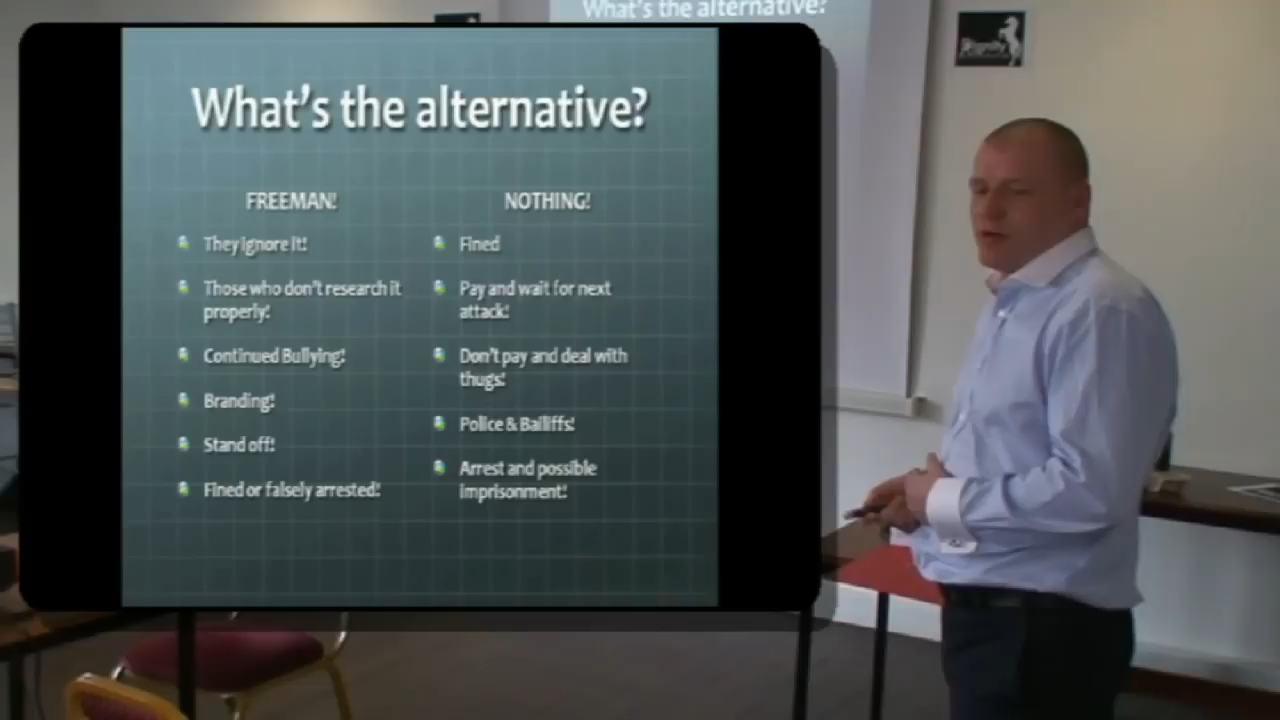 What's the alternative?
What's the alternative?
FREEMAN!
They ignore it!
Those who don't research it
properly!
Continued Bullying!
Branding!
Stand off!
Fined or falsely arrested!
NOTHING!
Fined
Pay and wait for next
attack!
Don't pay and deal with
thugs!
Police & Bailiffs!
Arrest and possible
imprisonment!